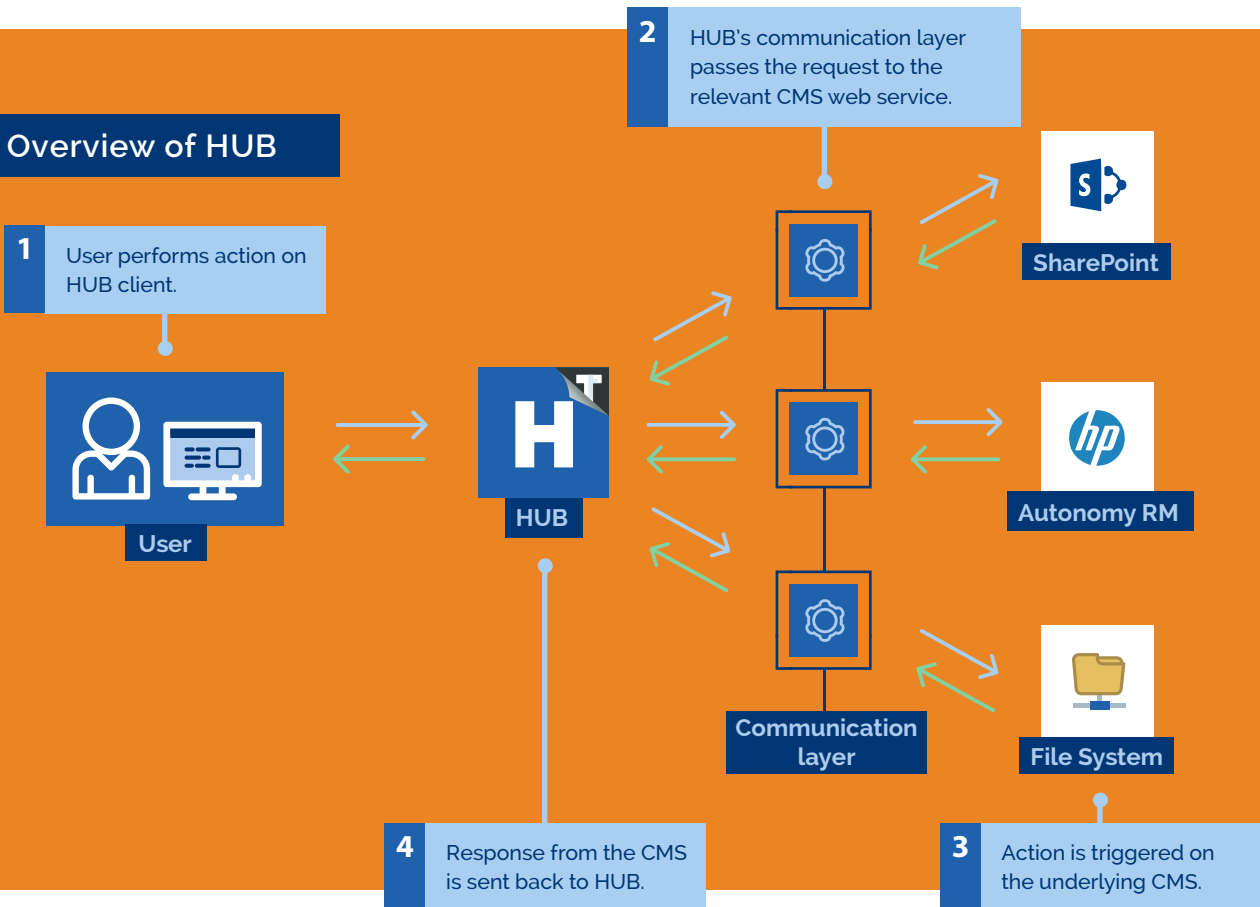 Overview of HUB
1
User performs action on
HUB client.
2
HUB's communication layer
passes the request to the
relevant CMS web service.
User
H
T
HUB
Communication
layer
S
SharePoint
hp
Autonomy RM
File System
3
Action is triggered on
the underlying CMS.
4
Response from the CMS
is sent back to HUB.